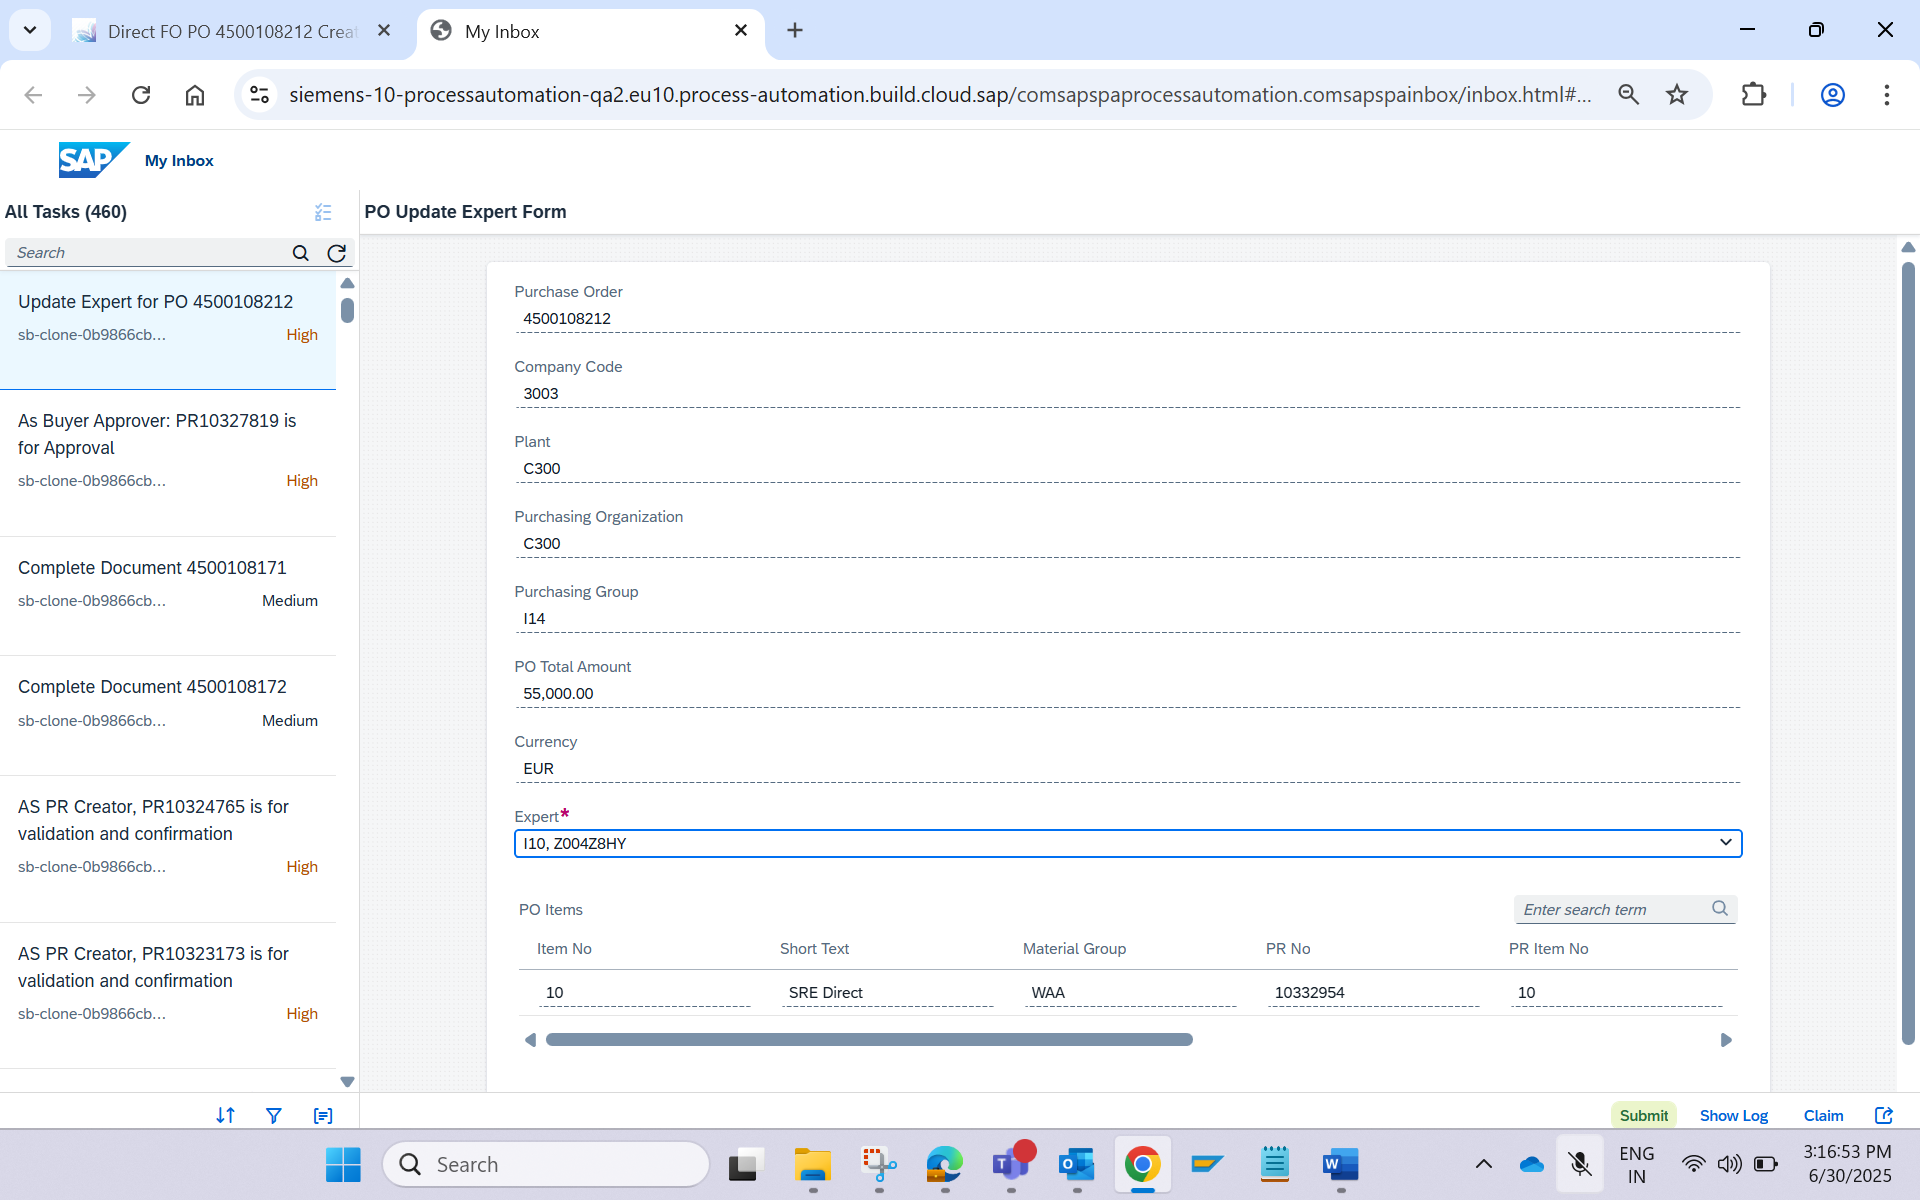 Direct FO PO 4500108212 Creat
My Inbox
siemens-10-processautomation-qa2.eu10.process-automation.build.cloud.sap/comsapspaprocessautomation.comsapspainbox/inbox.html#...
SAP My Inbox
All Tasks (460)
Search
Update Expert for PO 4500108212
sb-clone-0b9866cb... High
As Buyer Approver: PR10327819 is
for Approval
sb-clone-0b9866cb... High
Complete Document 4500108171
sb-clone-0b9866cb... Medium
Complete Document 4500108172
sb-clone-0b9866cb... Medium
AS PR Creator, PR10324765 is for
validation and confirmation
sb-clone-0b9866cb... High
AS PR Creator, PR10323173 is for
validation and confirmation
sb-clone-0b9866cb... High
PO Update Expert Form
Purchase Order
4500108212
Company Code
3003
Plant
C300
Purchasing Organization
C300
Purchasing Group
I14
PO Total Amount
55,000.00
Currency
EUR
Expert*
I10, Z004Z8HY
PO Items
Enter search term
Item No Short Text Material Group PR No PR Item No
10 SRE Direct WAA 10332954 10
Submit Show Log Claim
Search
ENG
IN
3:16:53 PM
6/30/2025